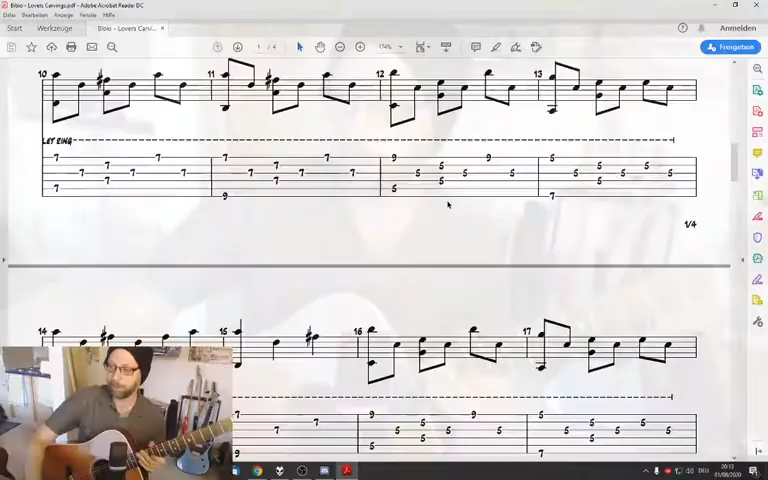 Bibio - Lovers Carvings.pdf - Adobe Acrobat Reader DC
Datei Bearbeiten Anzeige Fenster Hilfe
Start Werkzeuge Bibio - Lovers Carvi... × Anmelden
1 / 4 174% Freigeben
10 11 12 13
LET RING
7 7 7 7 7 7 7
7 7 7 7 7 7 9
9 5 5 5 9 5 5
5 5 5 5 5 5 7
1/4
14 15 16 17
7 7 7
9 5 5 5 9 5 5
5 5 5 5 5 5 7
DEU
20:13
01/08/2020